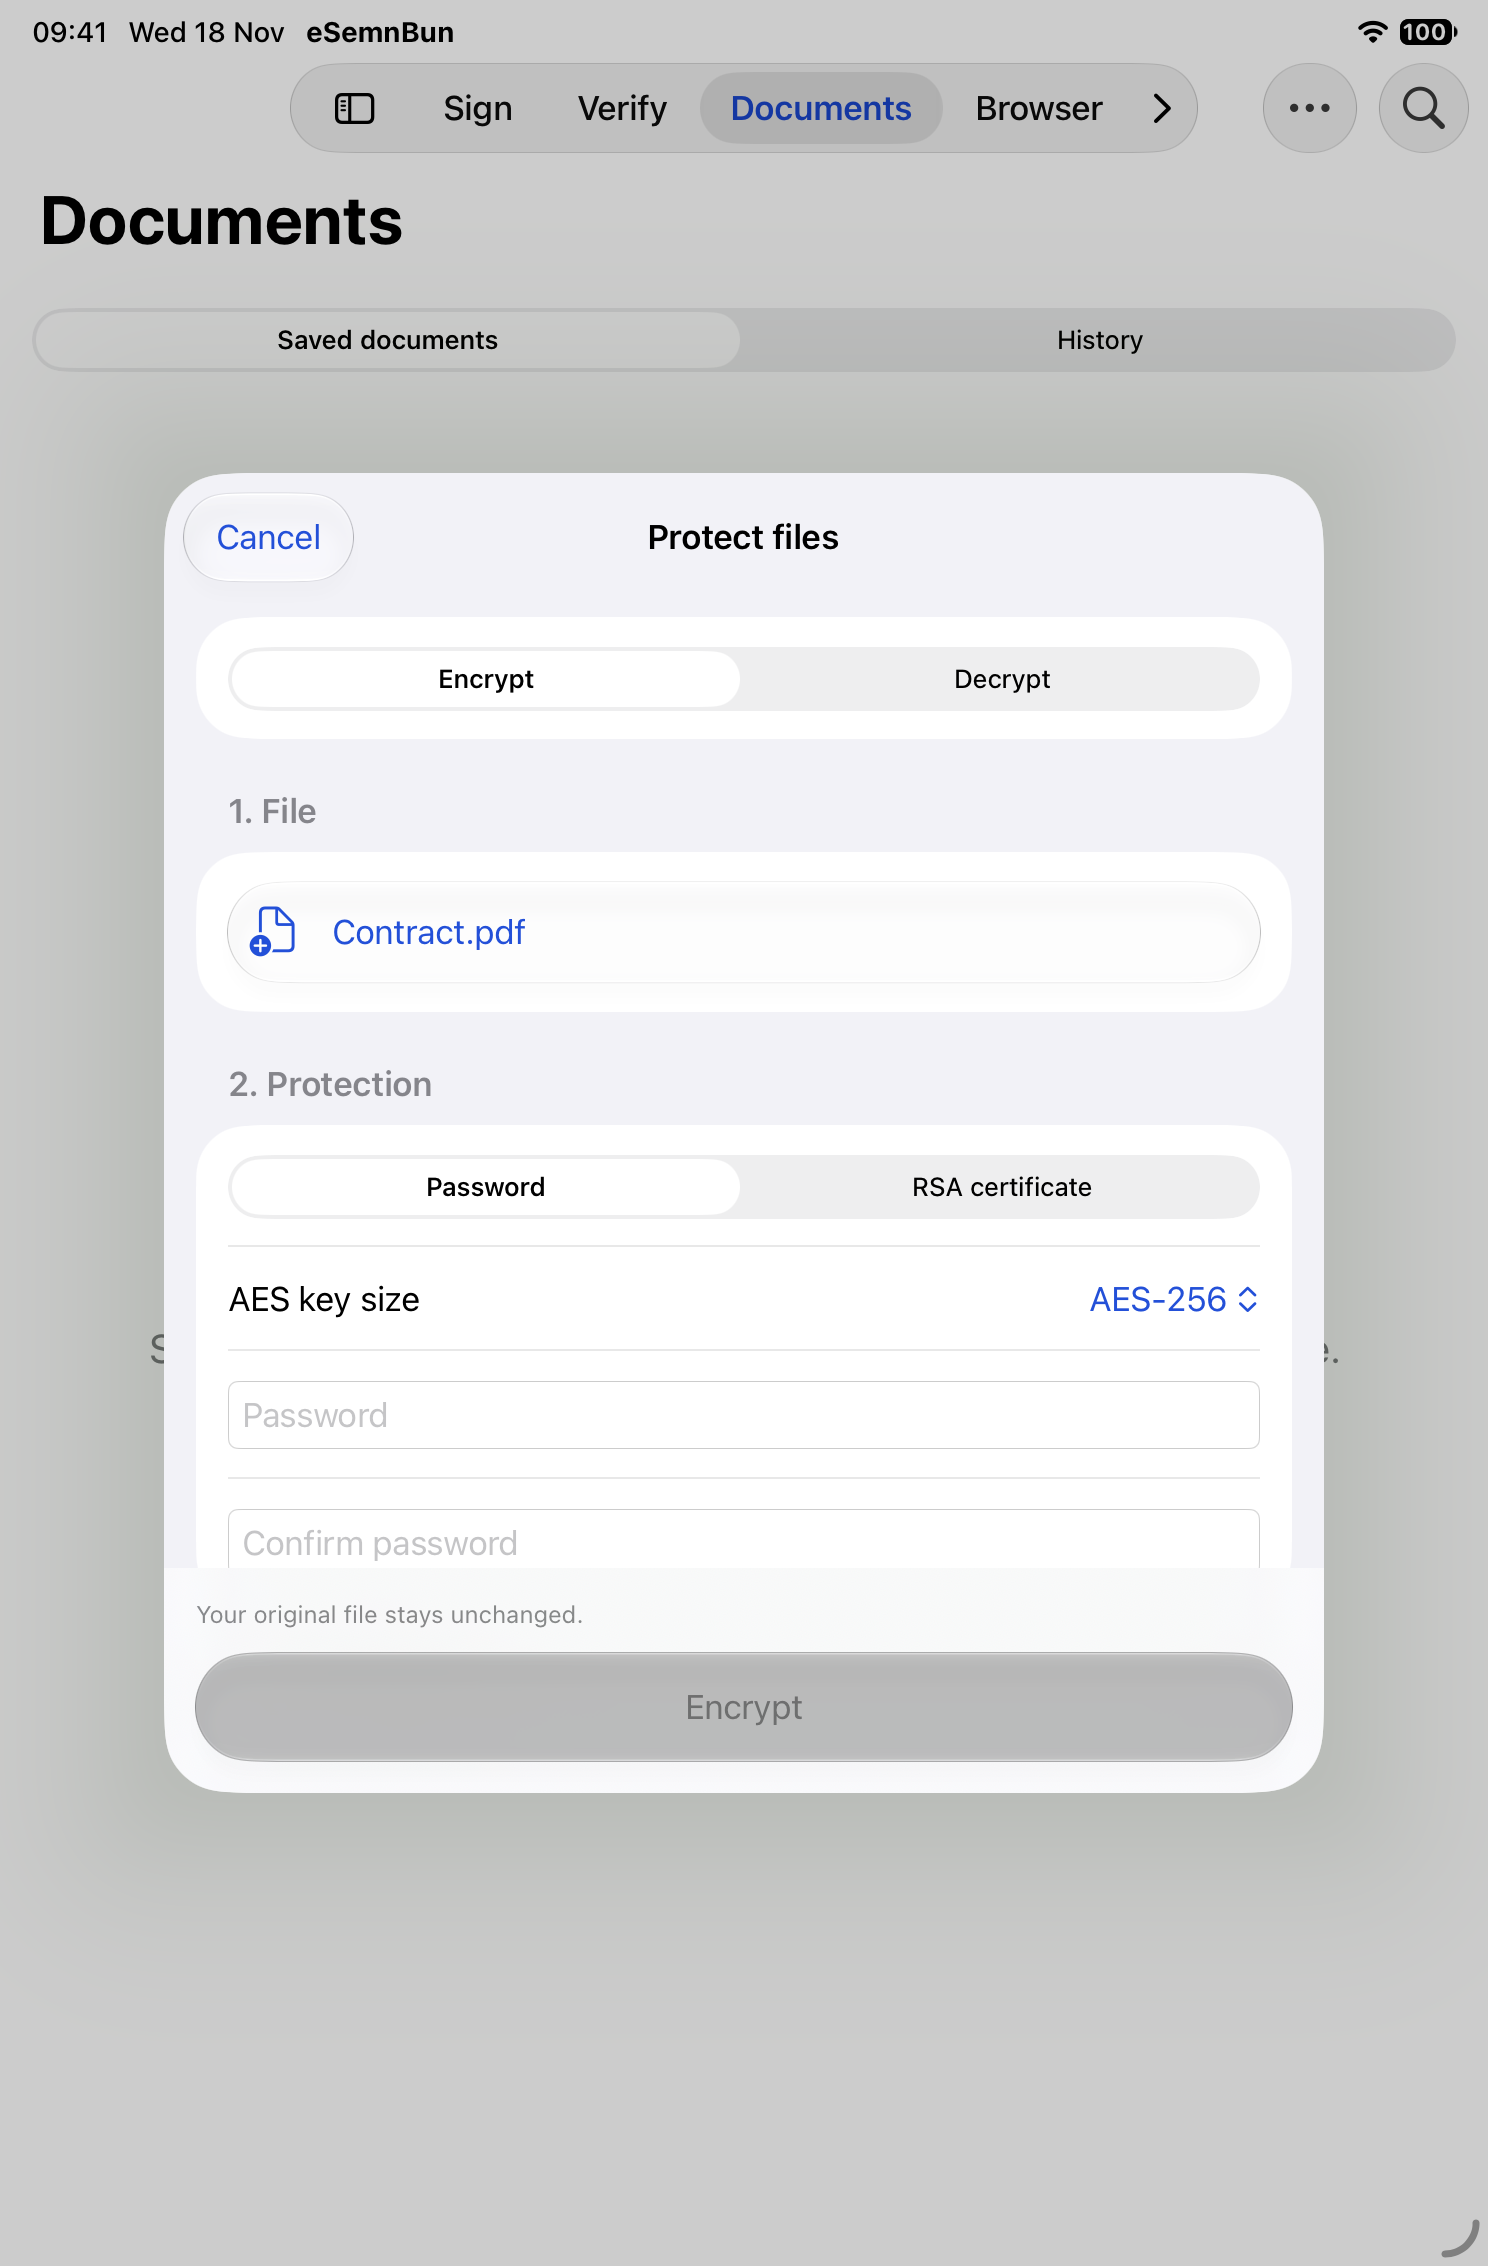 09:41 Wed 18 Nov eSemnBun 100
Sign Verify Documents Browser
Documents
Saved documents History
Cancel Protect files
Encrypt Decrypt
1. File
Contract.pdf
2. Protection
Password RSA certificate
AES key size AES-256
Password
Confirm password
Your original file stays unchanged.
Encrypt